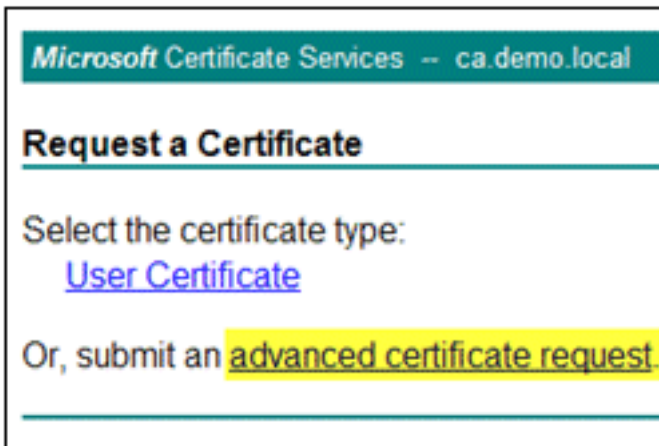 Microsoft Certificate Services -- ca.demo.local
Request a Certificate
Select the certificate type:
User Certificate
Or, submit an advanced certificate request.